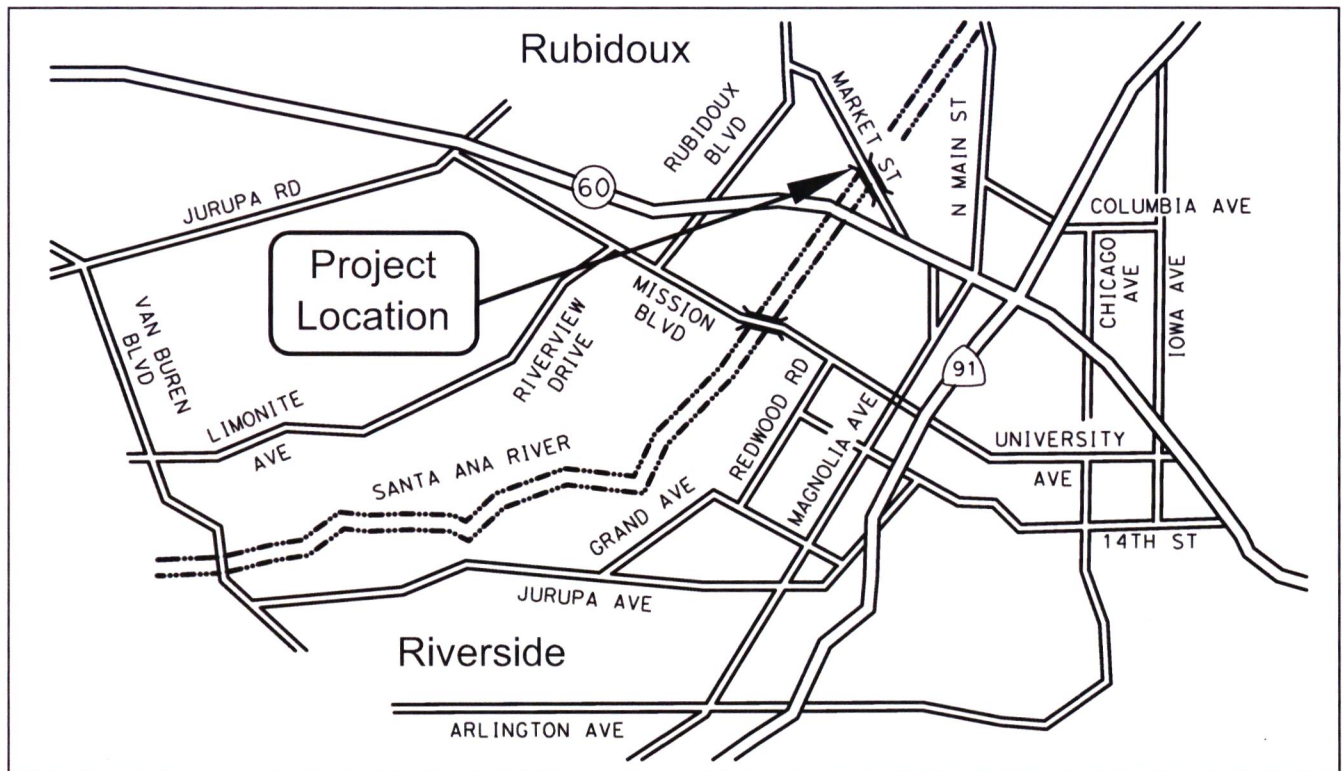 Rubidoux
RUBIDOUX
BLVD
MARKET ST
N MAIN ST
60
JURUPA RD
COLUMBIA AVE
CHICAGO
AVE
IOWA AVE
Project
Location
VAN BUREN
BLVD
MISSION
BLVD
RIVERVIEW
DRIVE
91
LIMONITE
AVE
REDWOOD RD
MAGNOLIA AVE
UNIVERSITY
AVE
SANTA ANA RIVER
GRAND AVE
14TH ST
JURUPA AVE
Riverside
ARLINGTON AVE